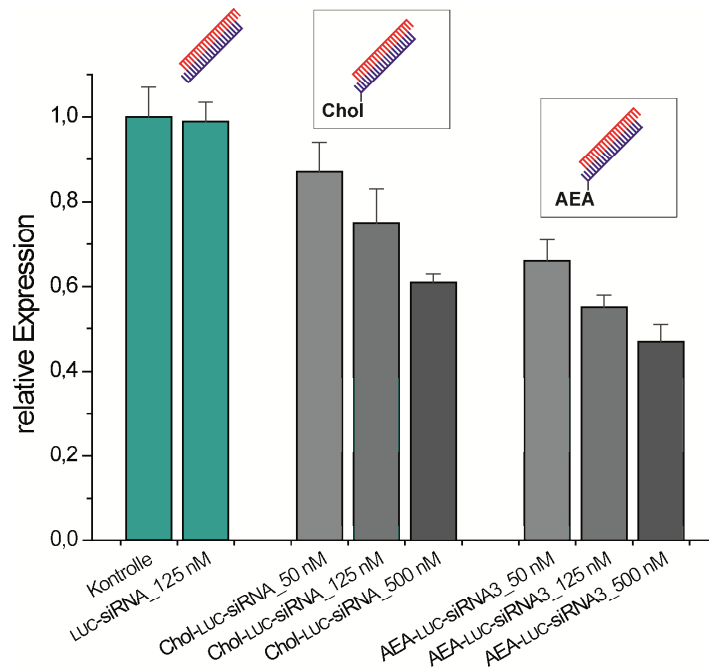 Chol
AEA
relative Expression
1,0
0,8
0,6
0,4
0,2
0,0
Kontrolle
LUC-siRNA_125 nM
Chol-LUC-siRNA_50 nM
Chol-LUC-siRNA_125 nM
Chol-LUC-siRNA_500 nM
AEA-LUC-siRNA3_50 nM
AEA-LUC-siRNA3_125 nM
AEA-LUC-siRNA3_500 nM